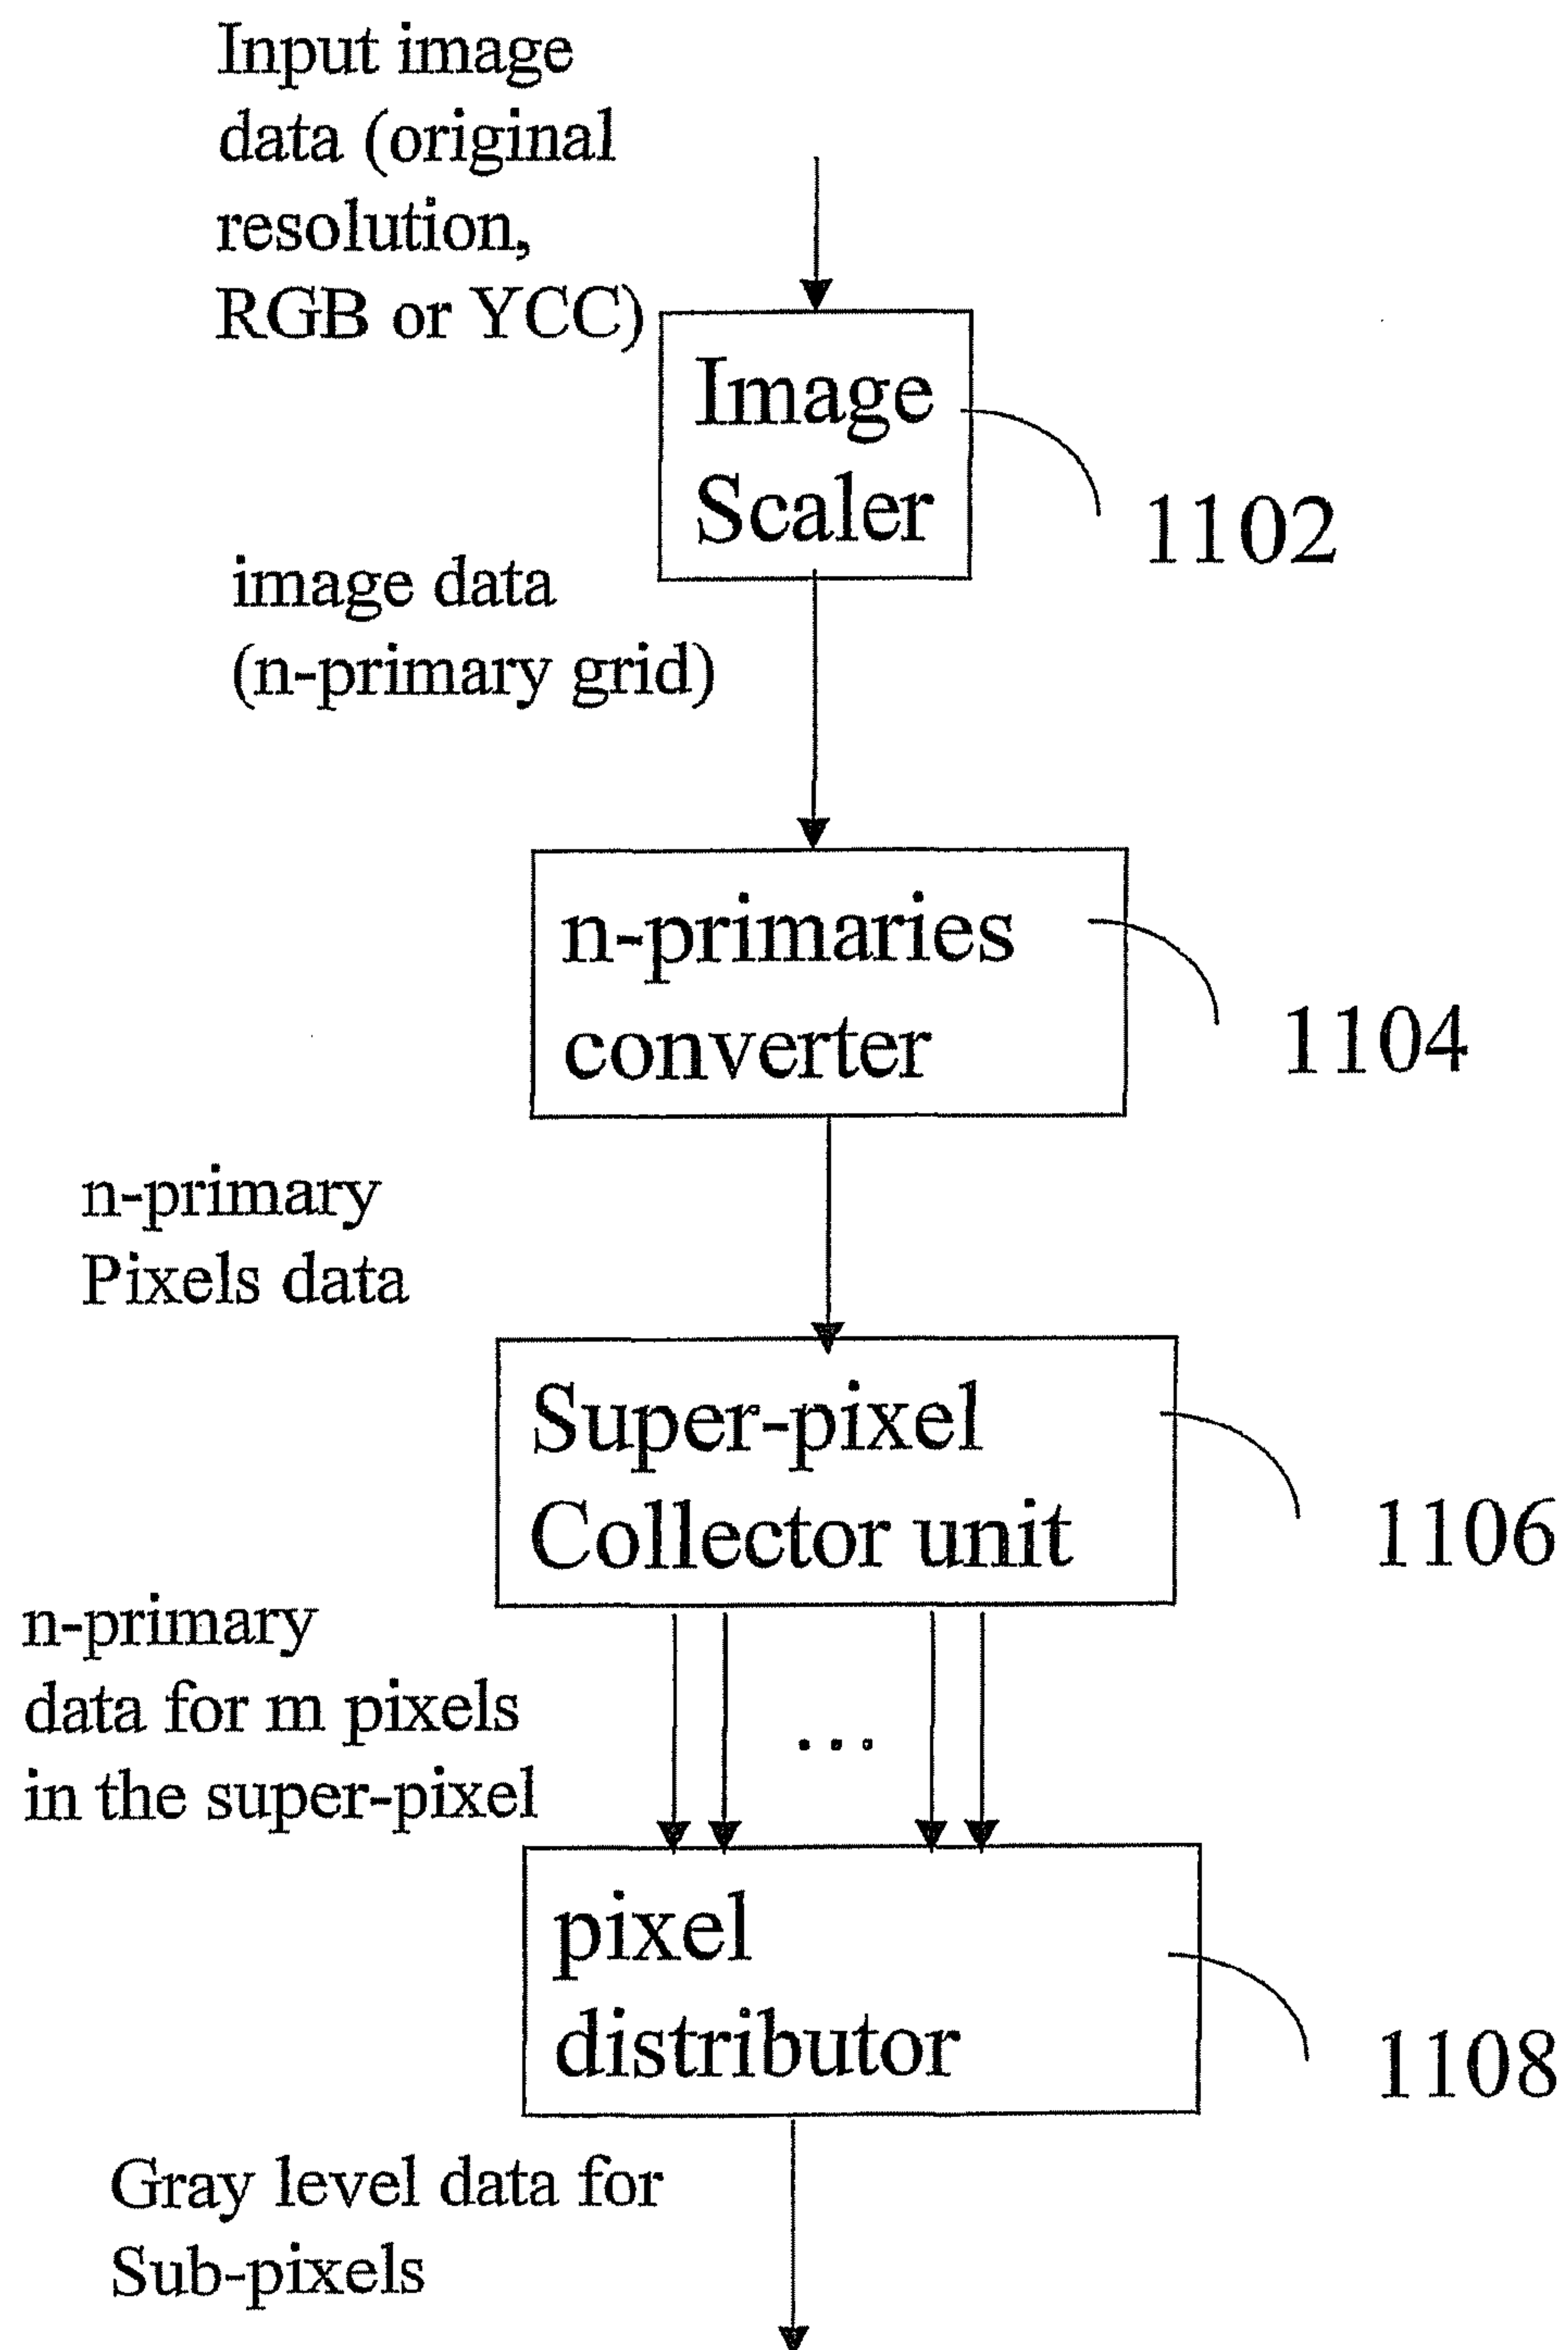 Input image
data (original
resolution,
RGB or YCC)
Image
Scaler
1102
image data
(n-primary grid)
n-primaries
converter
1104
n-primary
Pixels data
Super-pixel
Collector unit
1106
n-primary
data for m pixels
in the super-pixel
...
pixel
distributor
1108
Gray level data for
Sub-pixels